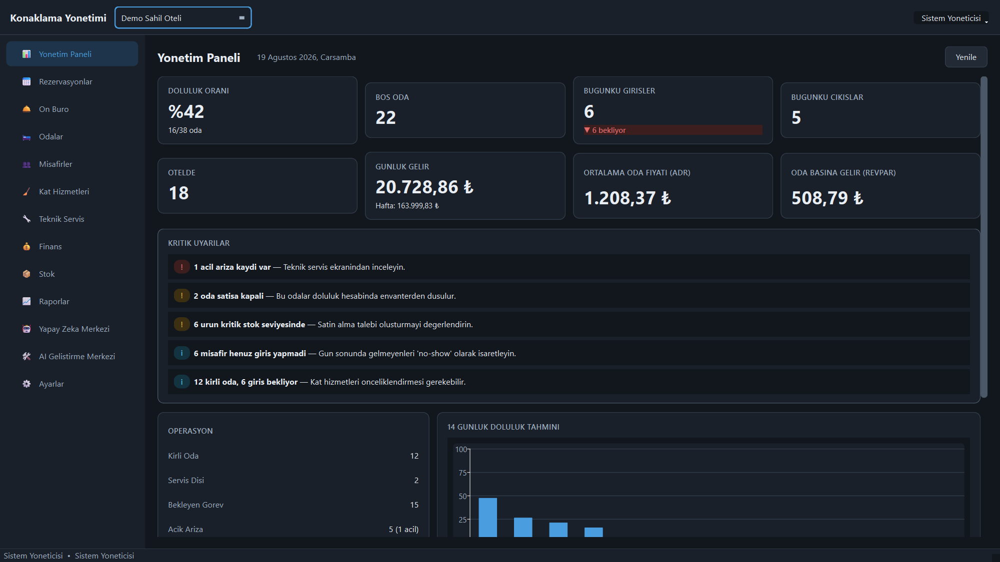 Konaklama Yonetimi
Demo Sahil Oteli
Sistem Yoneticisi
Yonetim Paneli
Rezervasyonlar
On Buro
Odalar
Misafirler
Kat Hizmetleri
Teknik Servis
Finans
Stok
Raporlar
Yapay Zeka Merkezi
AI Gelistirme Merkezi
Ayarlar
Yonetim Paneli
19 Agustos 2026, Carsamba
Yenile
DOLULUK ORANI
%42
16/38 oda
BOS ODA
22
BUGUNKU GIRISLER
6
▼ 6 bekliyor
BUGUNKU CIKISLAR
5
OTELDE
18
GUNLUK GELIR
20.728,86 ₺
Hafta: 163.999,83 ₺
ORTALAMA ODA FIYATI (ADR)
1.208,37 ₺
ODA BASINA GELIR (REVPAR)
508,79 ₺
KRITIK UYARILAR
! 1 acil ariza kaydi var — Teknik servis ekranindan inceleyin.
! 2 oda satisa kapali — Bu odalar doluluk hesabinda envanterden dusulur.
! 6 urun kritik stok seviyesinde — Satin alma talebi olusturmayi degerlendirin.
i 6 misafir henuz giris yapmadi — Gun sonunda gelmeyenleri 'no-show' olarak isaretleyin.
i 12 kirli oda, 6 giris bekliyor — Kat hizmetleri onceliklendirmesi gerekebilir.
OPERASYON
Kirli Oda 12
Servis Disi 2
Bekleyen Gorev 15
Acik Ariza 5 (1 acil)
14 GUNLUK DOLULUK TAHMINI
100
75
50
25
Sistem Yoneticisi • Sistem Yoneticisi